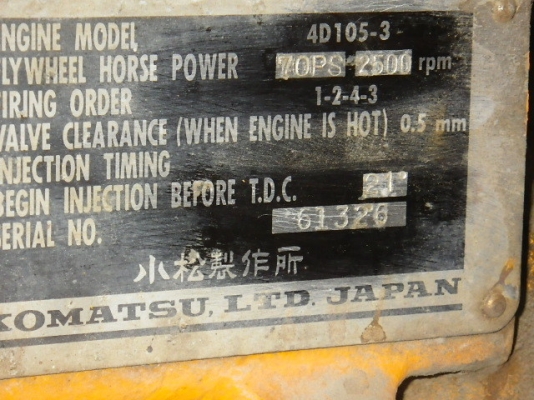 ENGINE MODEL 4D105-3
FLYWHEEL HORSE POWER 70PS-2500 rpm
FIRING ORDER 1-2-4-3
VALVE CLEARANCE (WHEN ENGINE IS HOT) 0.5 mm
INJECTION TIMING
BEGIN INJECTION BEFORE T.D.C. 21°
SERIAL NO. 61326
小松製作所
KOMATSU, LTD. JAPAN